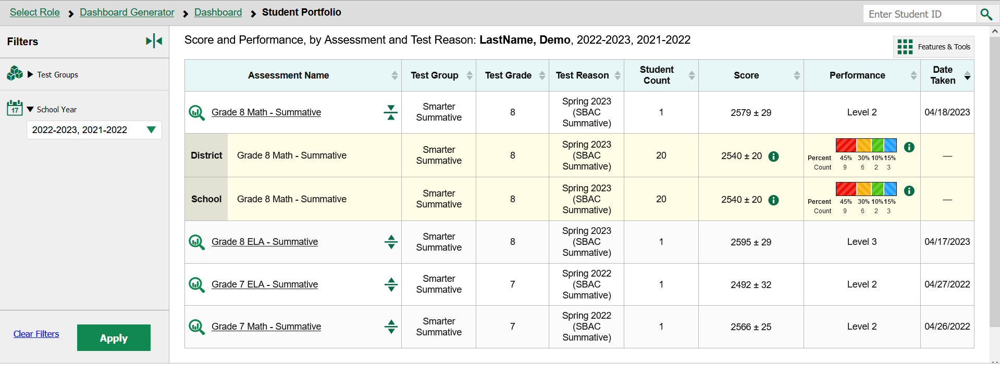 Select Role Dashboard Generator Dashboard Student Portfolio
Enter Student ID
Filters
Test Groups
17 School Year
2022-2023, 2021-2022
Clear Filters Apply
Score and Performance, by Assessment and Test Reason: LastName, Demo, 2022-2023, 2021-2022
Features & Tools
Assessment Name Test Group Test Grade Test Reason Student Count Score Performance Date Taken
Grade 8 Math - Summative Smarter Summative 8 Spring 2023 (SBAC Summative) 1 2579 ± 29 Level 2 04/18/2023
District Grade 8 Math - Summative Smarter Summative 8 Spring 2023 (SBAC Summative) 20 2540 ± 20 i i —
Percent 45% 30% 10% 15%
Count 9 6 2 3
School Grade 8 Math - Summative Smarter Summative 8 Spring 2023 (SBAC Summative) 20 2540 ± 20 i i —
Percent 45% 30% 10% 15%
Count 9 6 2 3
Grade 8 ELA - Summative Smarter Summative 8 Spring 2023 (SBAC Summative) 1 2595 ± 29 Level 3 04/17/2023
Grade 7 ELA - Summative Smarter Summative 7 Spring 2022 (SBAC Summative) 1 2492 ± 32 Level 2 04/27/2022
Grade 7 Math - Summative Smarter Summative 7 Spring 2022 (SBAC Summative) 1 2566 ± 25 Level 2 04/26/2022